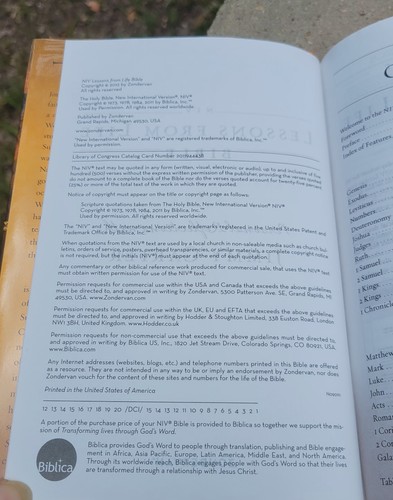 NIV Lessons from Life Bible
Copyright © 2011 by Zondervan
All rights reserved
The Holy Bible, New International Version®, NIV®
Copyright © 1973, 1978, 1984, 2011 by Biblica, Inc.™
Used by permission. All rights reserved worldwide.
Published by Zondervan
Grand Rapids, Michigan 49530, USA
www.zondervan.com
"New International Version" and "NIV" are registered trademarks of Biblica, Inc.™
Used by permission.
Library of Congress Catalog Card Number
The NIV® text may be quoted in any form (written, visual, electronic or audio), up to and inclusive of five
hundred (500) verses without the express written permission of the publisher, providing the verses quoted
do not amount to a complete book of the Bible nor do the verses quoted account for twenty-five percent
(25%) or more of the total text of the work in which they are quoted.
Notice of copyright must appear on the title or copyright page as follows:
Scripture quotations taken from The Holy Bible, New International Version® NIV®
Copyright © 1973, 1978, 1984, 2011 by Biblica, Inc.™
Used by permission. All rights reserved worldwide.
The "NIV" and "New International Version" are trademarks registered in the United States Patent and
Trademark Office by Biblica, Inc.™
When quotations from the NIV® text are used by a local church in non-saleable media such as church bul-
letins, orders of service, posters, overhead transparencies, or similar materials, a complete copyright notice
is not required, but the initials (NIV®) must appear at the end of each quotation.
Any commentary or other biblical reference work produced for commercial sale, that uses the NIV®
must obtain written permission for use of the NIV® text.
Permission requests for commercial use within the USA and Canada that exceed the above guidelines
must be directed to, and approved in writing by Zondervan, 5300 Patterson Ave. SE, Grand Rapids, MI
49530, USA. www.Zondervan.com
Permission requests for commercial use within the UK, EU and EFTA that exceed the above guidelines
must be directed to, and approved in writing by Hodder & Stoughton Limited, 338 Euston Road, London
NW1 3BH, United Kingdom. www.Hodder.co.uk
Permission requests for non-commercial use that exceed the above guidelines must be directed to,
and approved in writing by Biblica US, Inc., 1820 Jet Stream Drive, Colorado Springs, CO 80921, USA.
www.Biblica.com
Any Internet addresses (websites, blogs, etc.) and telephone numbers printed in this Bible are offered
as a resource. They are not intended in any way to be or imply an endorsement by Zondervan, nor does
Zondervan vouch for the content of these sites and numbers for the life of the Bible.
Printed in the United States of America
12 13 14 15 16 17 18 19 20 /DCI/ 15 14 13 12 11 10 9 8 7 6 5 4 3 2 1
A portion of the purchase price of your NIV® Bible is provided to Biblica so together we support the mis-
sion of Transforming lives through God's Word.
Biblica
Biblica provides God's Word to people through translation, publishing and Bible engage-
ment in Africa, Asia Pacific, Europe, Latin America, Middle East, and North America.
Through its worldwide reach, Biblica engages people with God's Word so that their lives
are transformed through a relationship with Jesus Christ.
C
Welcome to the NI
Foreword
Preface
Index of Features
Genesis
Exodus
Leviticus
Numbers
Deuteronomy
Joshua
Judges
Ruth
1 Samuel
2 Samuel
1 Kings
2 Kings
1 Chronicl
Matthew
Mark
Luke
John
Acts
Roman
1 Cori
2 Cor
Gala
Tab